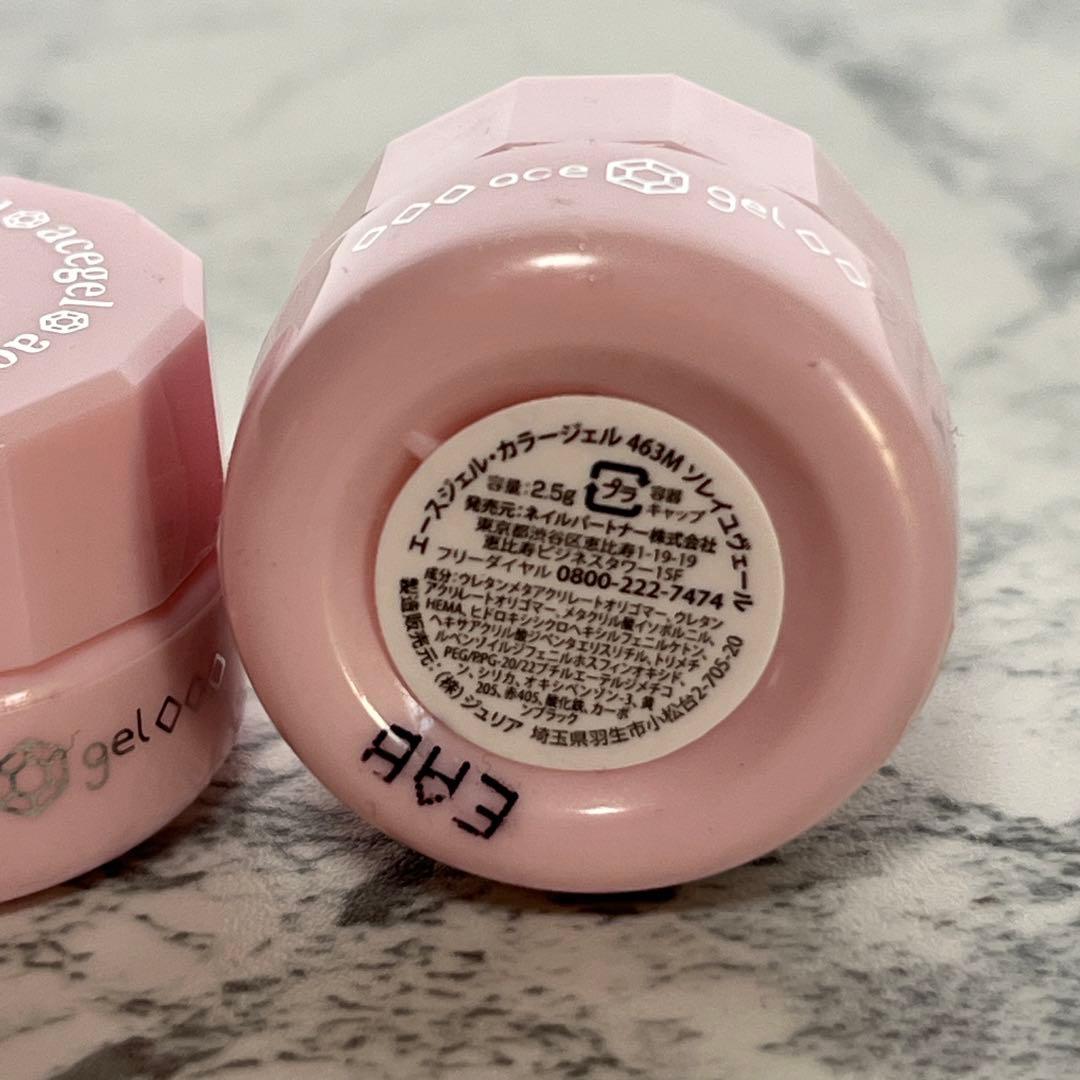 ace gel
acegel
gel
エースジェル・カラージェル 463M ソレイユヴェール
容量:2.5g プラ 容器
キャップ
発売元:ネイルパートナー株式会社
東京都渋谷区恵比寿1-19-19
恵比寿ビジネスタワー15F
フリーダイヤル 0800-222-7474
成分:ウレタンメタアクリレートオリゴマー、ウレタン
アクリレートオリゴマー、メタクリル酸イソボルニル、
HEMA、ヒドロキシシクロヘキシルフェニルケトン、
ヘキサアクリル酸ジペンタエリスリチル、トリメチ
ルベンゾイルジフェニルホスフィンオキシド、
PEG/PPG-20/22ブチルエーテルジメチコ
ン、シリカ、オキシベンゾン-3、黄
205、赤405、酸化鉄、カーボ
ンブラック
製造販売元:(株)ジュリア 埼玉県羽生市小松台2-705-20